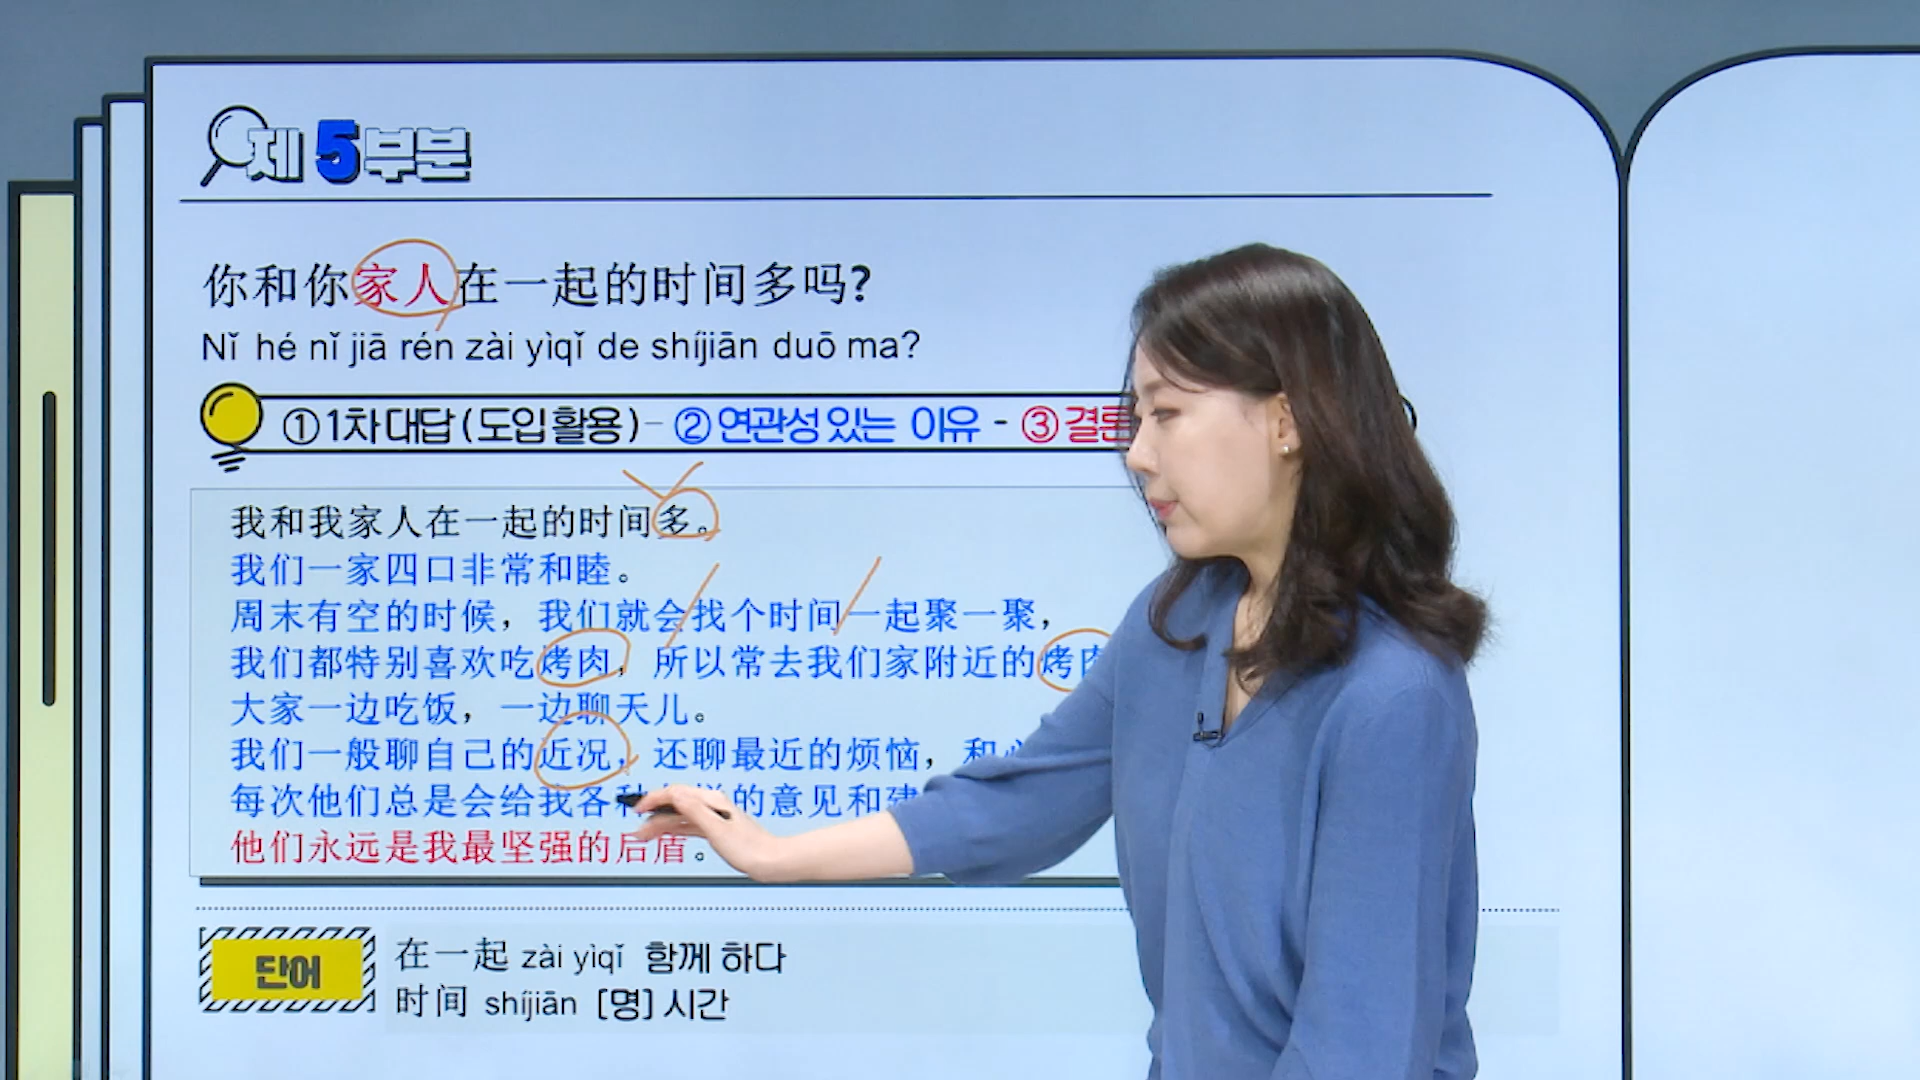 제 5 부분
你和你家人在一起的时间多吗?
Nǐ hé nǐ jiā rén zài yìqǐ de shíjiān duō ma?
① 1차 대답 (도입 활용) - ② 연관성 있는 이유 - ③ 결론
我和我家人在一起的时间多。
我们一家四口非常和睦。
周末有空的时候，我们就会找个时间一起聚一聚，
我们都特别喜欢吃烤肉，所以常去我们家附近的烤肉
大家一边吃饭，一边聊天儿。
我们一般聊自己的近况，还聊最近的烦恼，和
每次他们总是会给我各种 的意见和建
他们永远是我最坚强的后盾。
단어
在一起 zài yìqǐ 함께 하다
时间 shíjiān [명] 시간